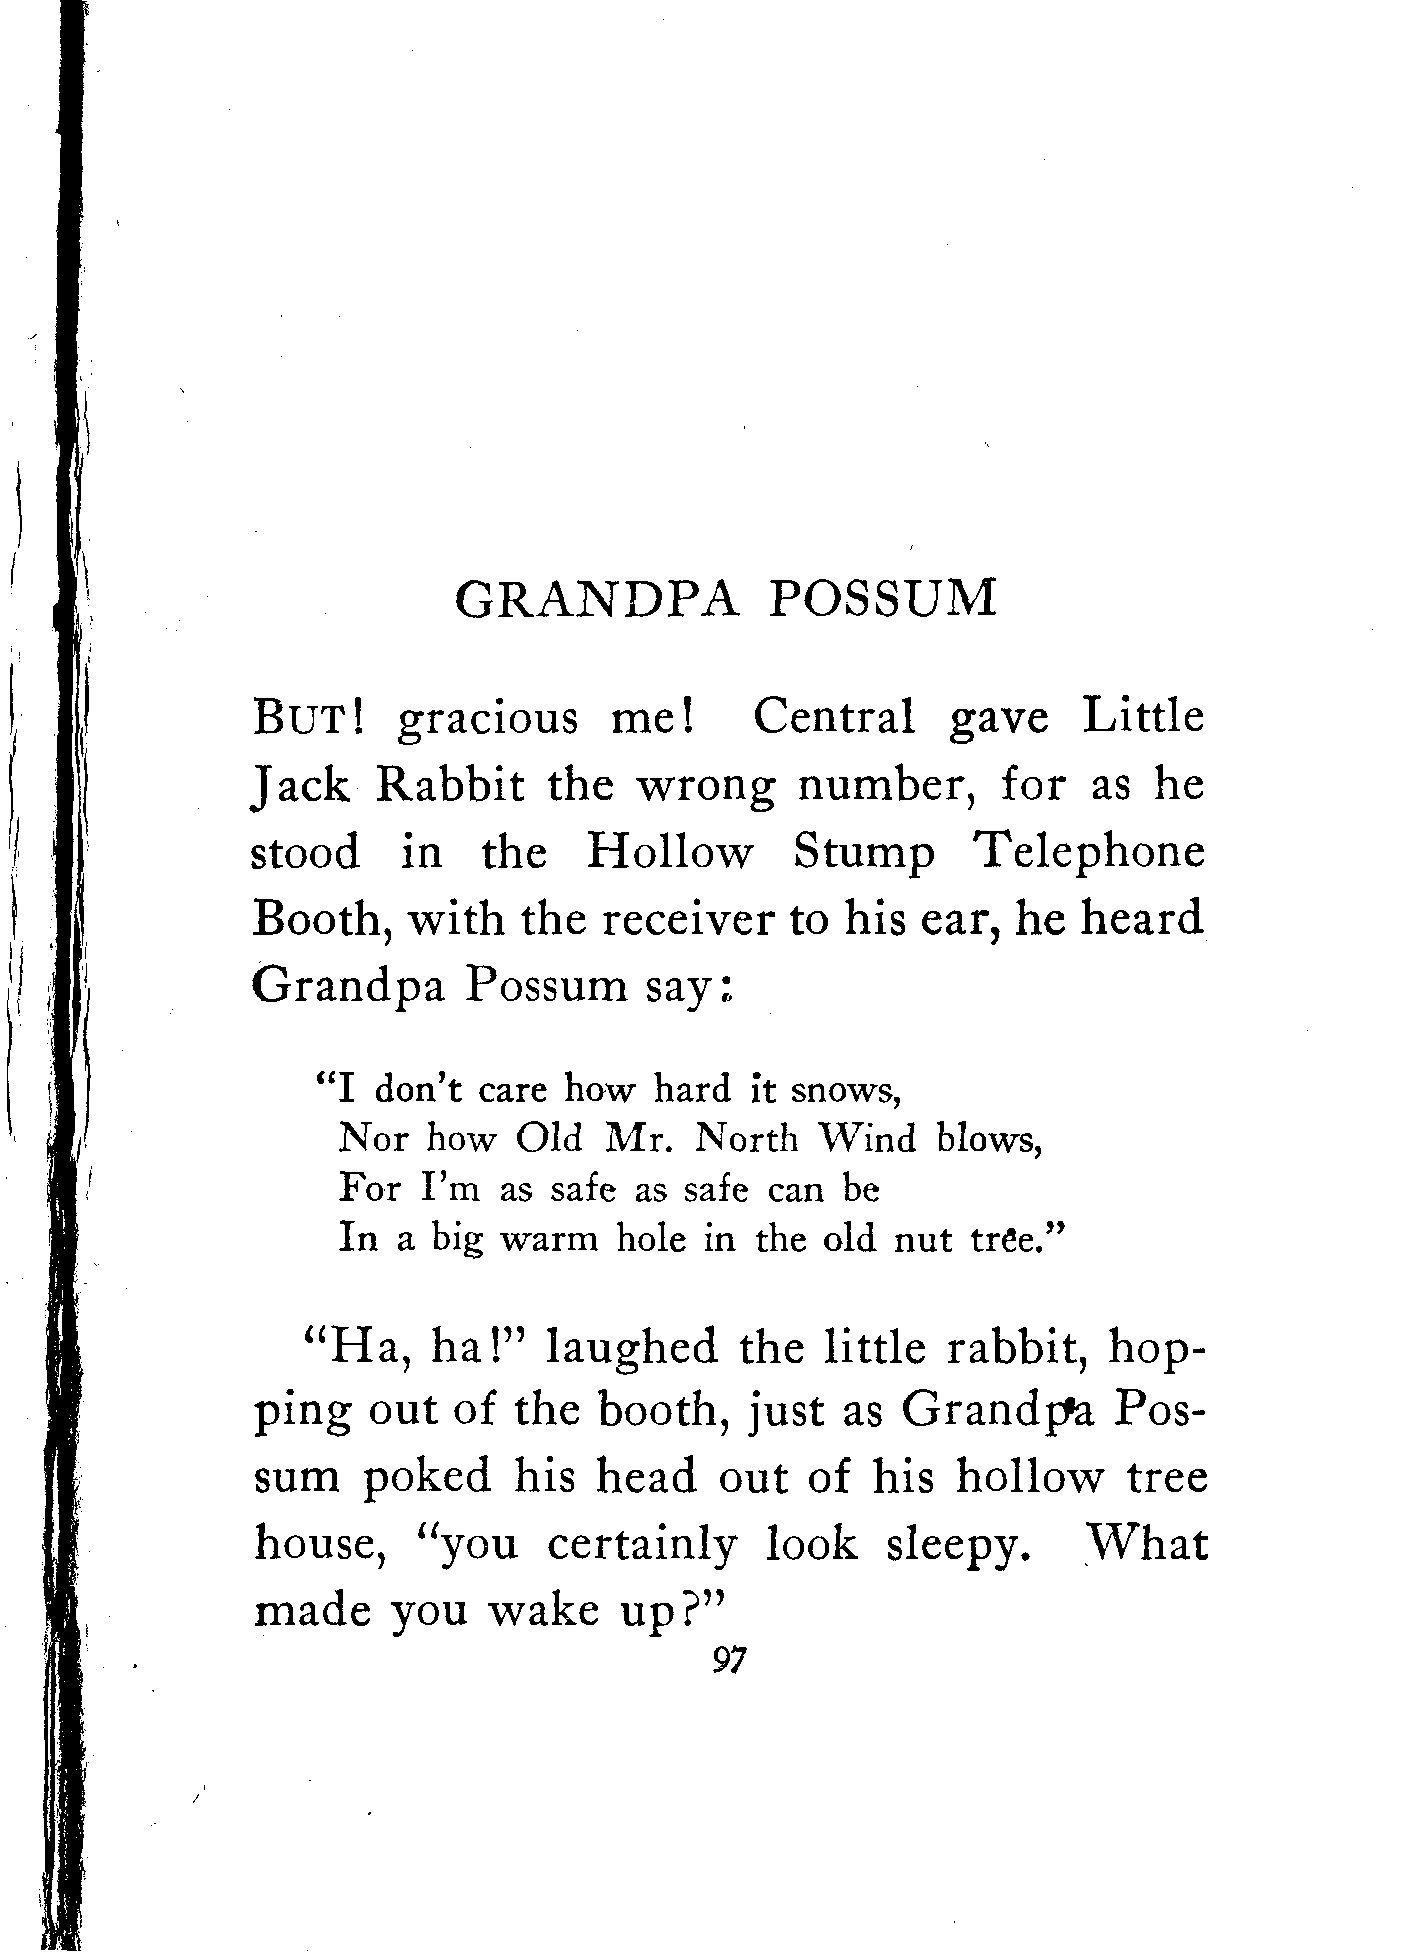 GRANDPA POSSUM
BUT! gracious me! Central gave Little
Jack Rabbit the wrong number, for as he
stood in the Hollow Stump Telephone
Booth, with the receiver to his ear, he heard
Grandpa Possum say:
“I don't care how hard it snows,
Nor how Old Mr. North Wind blows,
For I'm as safe as safe can be
In a big warm hole in the old nut tree.”
“Ha, ha!” laughed the little rabbit, hop-
ping out of the booth, just as Grandpa Pos-
sum poked his head out of his hollow tree
house, “you certainly look sleepy. What
made you wake up?”
97